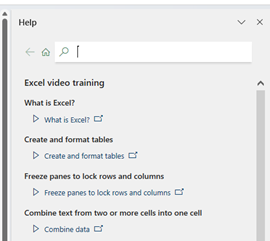 Help
Excel video training
What is Excel?
What is Excel?
Create and format tables
Create and format tables
Freeze panes to lock rows and columns
Freeze panes to lock rows and columns
Combine text from two or more cells into one cell
Combine data